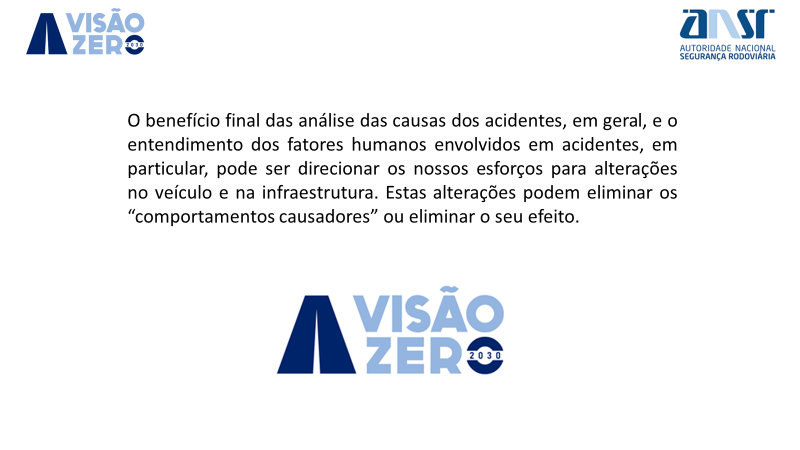 VISÃO
ZERO
2030
ansr
AUTORIDADE NACIONAL
SEGURANÇA RODOVIÁRIA
O benefício final das análise das causas dos acidentes, em geral, e o
entendimento dos fatores humanos envolvidos em acidentes, em
particular, pode ser direcionar os nossos esforços para alterações
no veículo e na infraestrutura. Estas alterações podem eliminar os
“comportamentos causadores” ou eliminar o seu efeito.
VISÃO
ZERO
2030